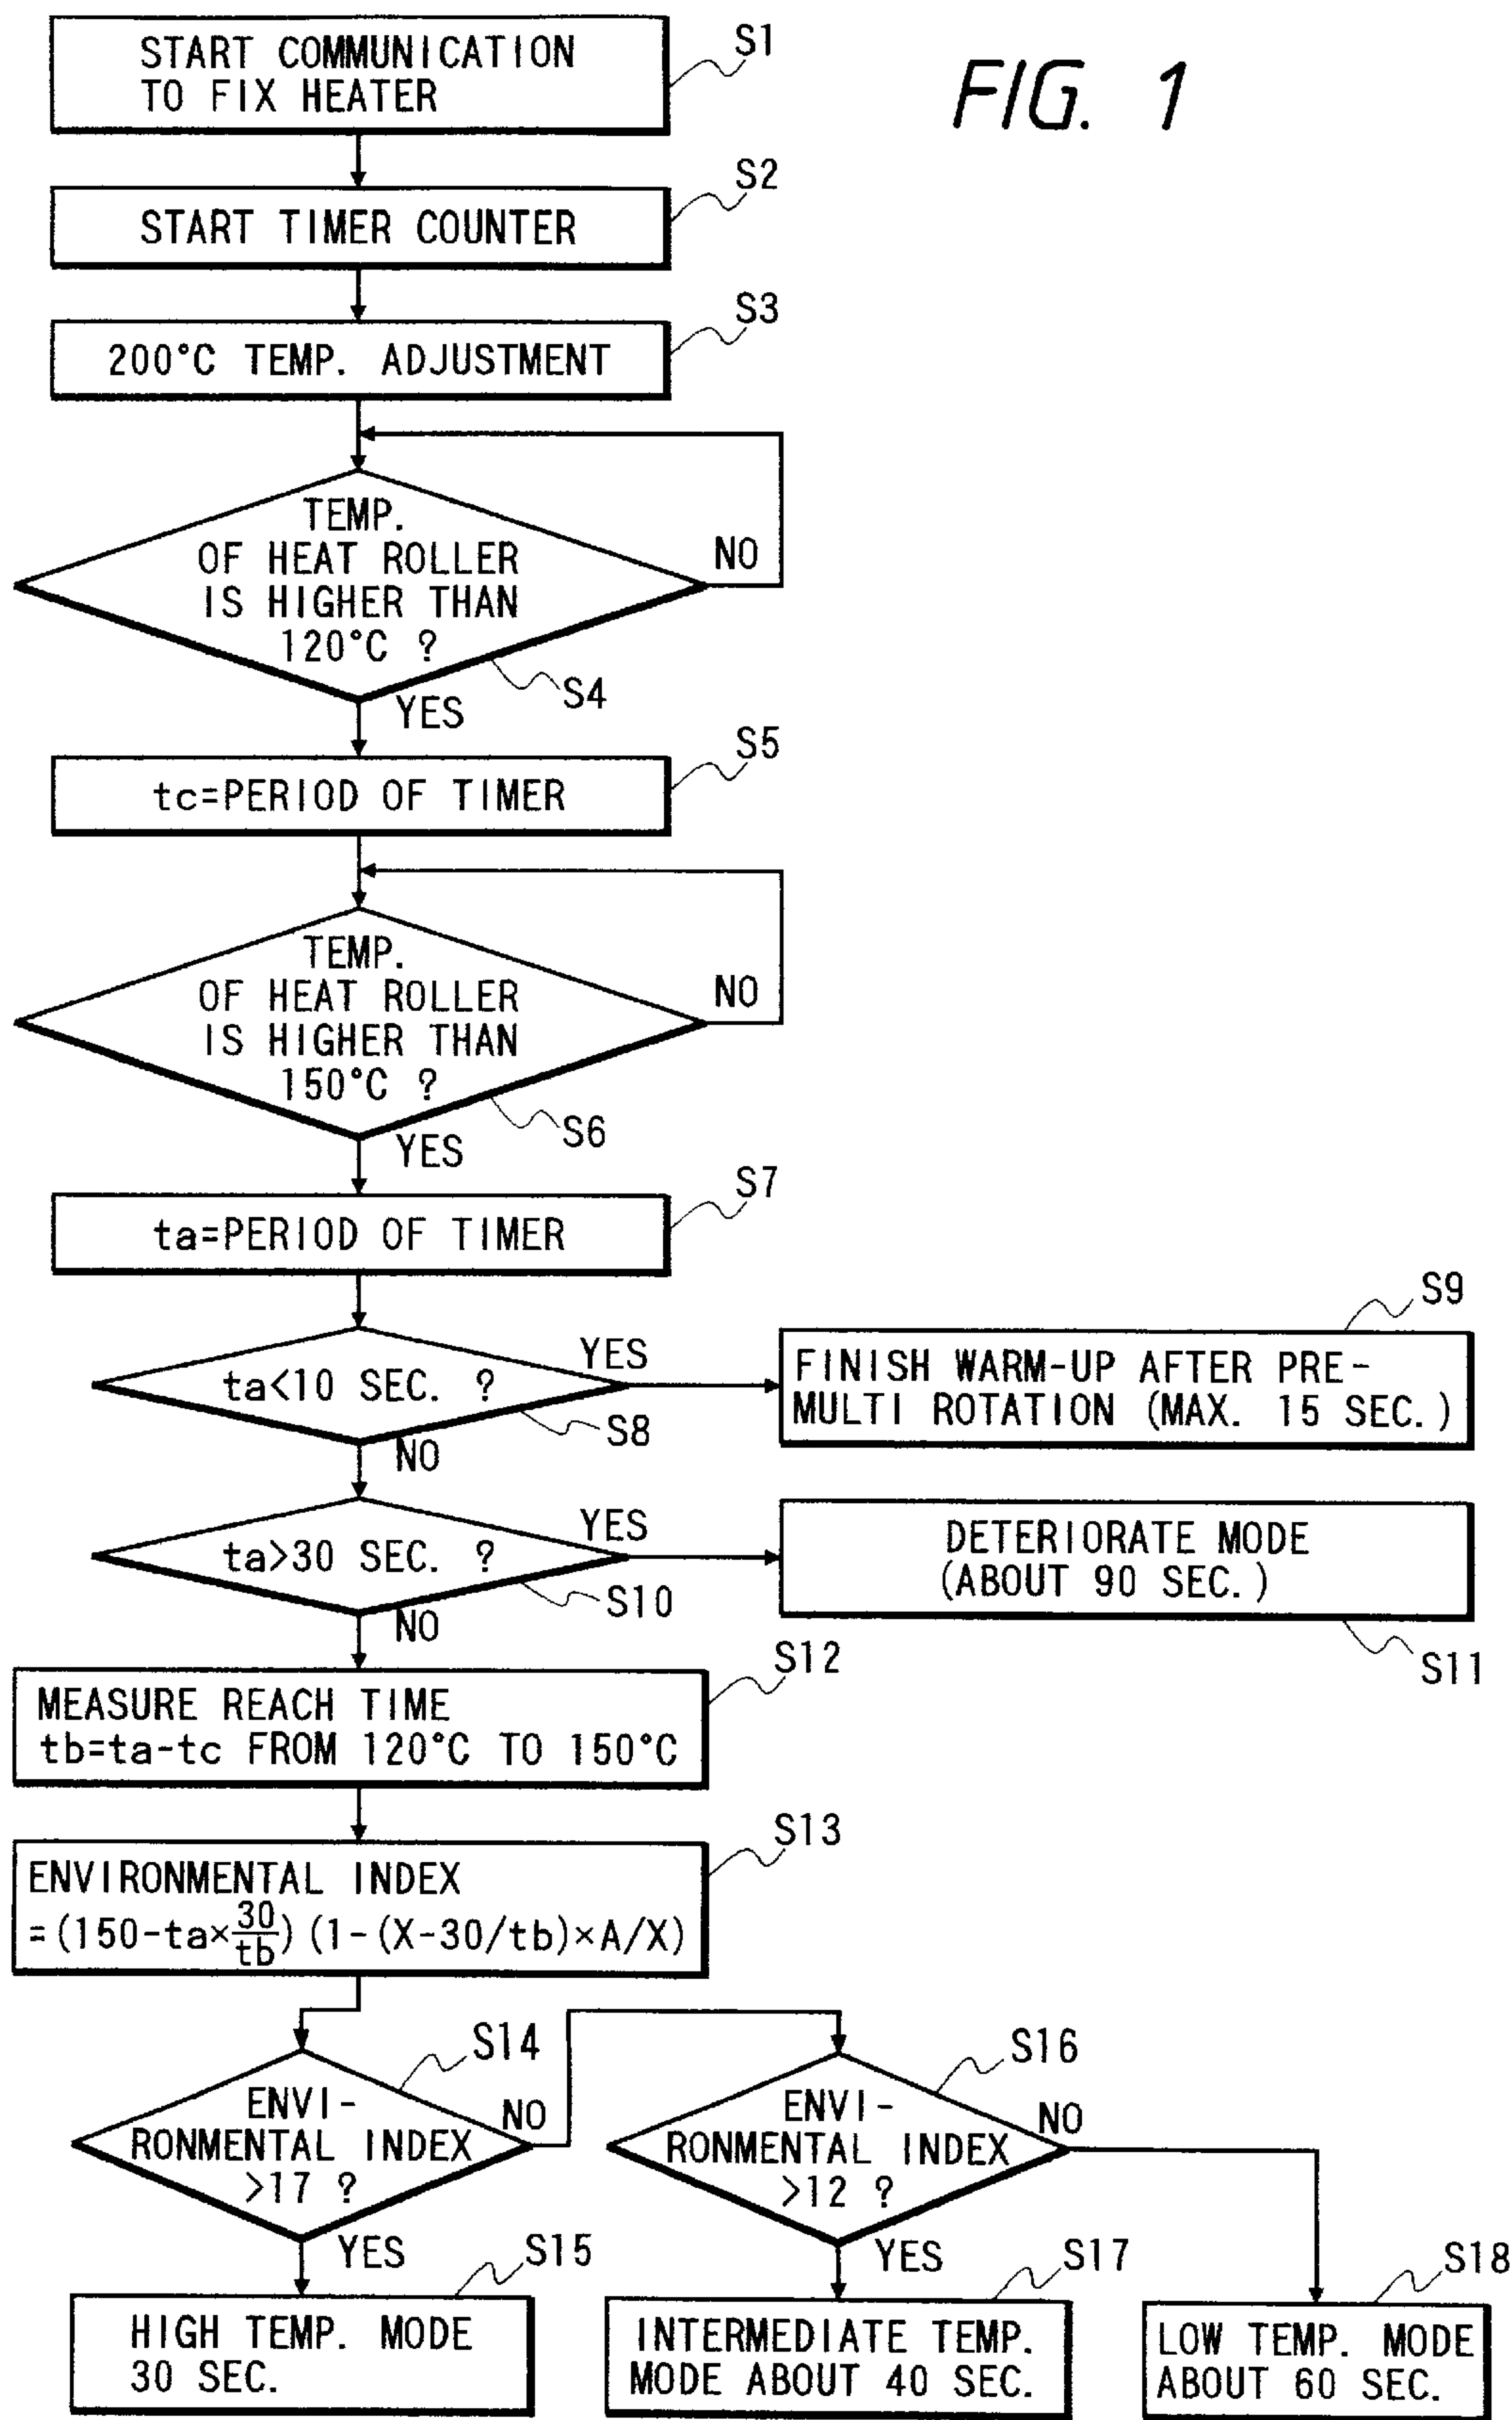 FIG. 1
START COMMUNICATION
TO FIX HEATER
S1
START TIMER COUNTER
S2
200°C TEMP. ADJUSTMENT
S3
TEMP.
OF HEAT ROLLER
IS HIGHER THAN
120°C ?
NO
S4
YES
tc=PERIOD OF TIMER
S5
TEMP.
OF HEAT ROLLER
IS HIGHER THAN
150°C ?
NO
S6
YES
ta=PERIOD OF TIMER
S7
ta<10 SEC. ?
YES
S8
NO
FINISH WARM-UP AFTER PRE-
MULTI ROTATION (MAX. 15 SEC.)
S9
ta>30 SEC. ?
YES
S10
NO
DETERIORATE MODE
(ABOUT 90 SEC.)
S11
MEASURE REACH TIME
tb=ta-tc FROM 120°C TO 150°C
S12
ENVIRONMENTAL INDEX
=(150-ta×30/tb)(1-(X-30/tb)×A/X)
S13
ENVI-
RONMENTAL INDEX
>17 ?
S14
NO
YES
HIGH TEMP. MODE
30 SEC.
S15
ENVI-
RONMENTAL INDEX
>12 ?
S16
NO
YES
INTERMEDIATE TEMP.
MODE ABOUT 40 SEC.
S17
LOW TEMP. MODE
ABOUT 60 SEC.
S18